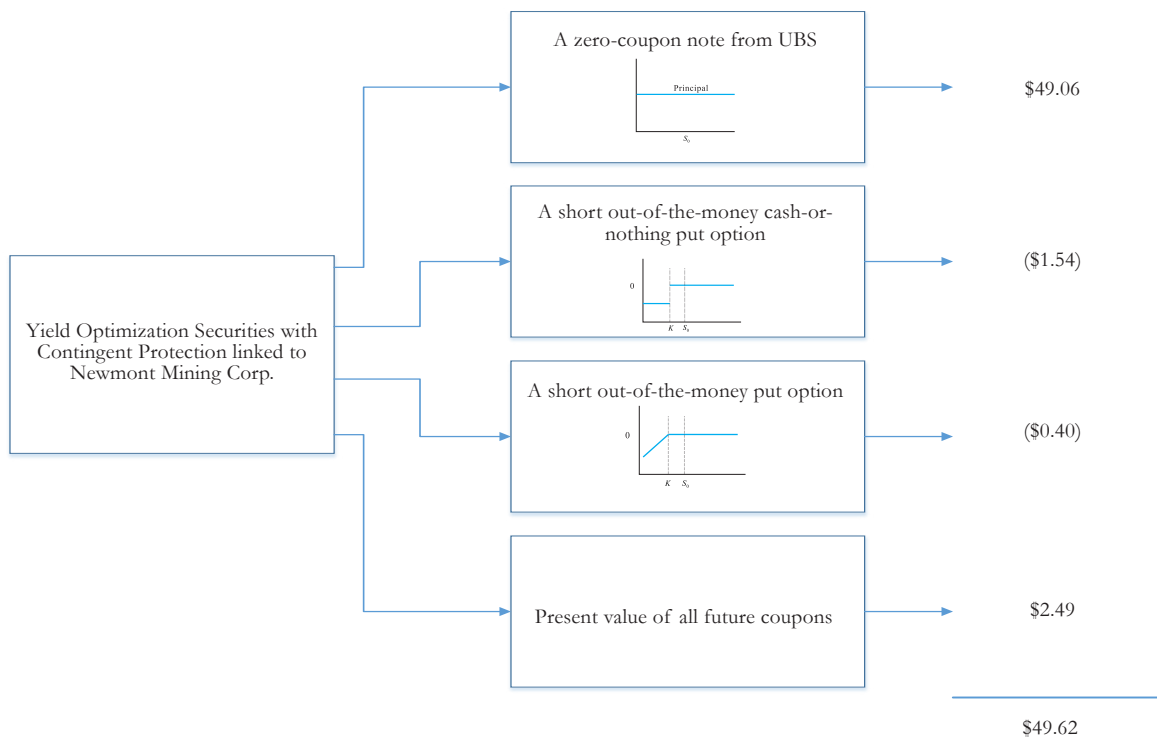 A zero-coupon note from UBS
Principal
S₀
$49.06
A short out-of-the-money cash-or-
nothing put option
0
K S₀
($1.54)
Yield Optimization Securities with
Contingent Protection linked to
Newmont Mining Corp.
A short out-of-the-money put option
0
K S₀
($0.40)
Present value of all future coupons
$2.49
$49.62